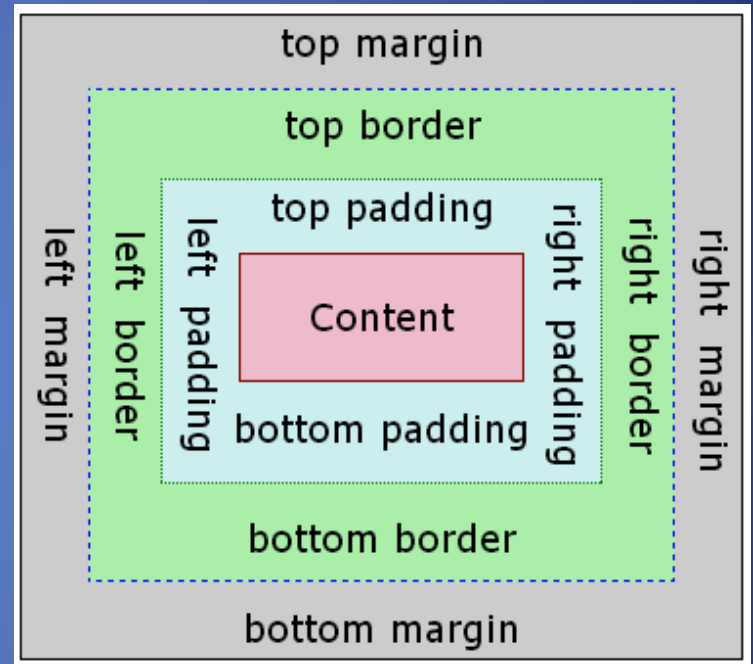 top margin
top border
top padding
left margin
left border
left padding
Content
right padding
right border
right margin
bottom padding
bottom border
bottom margin